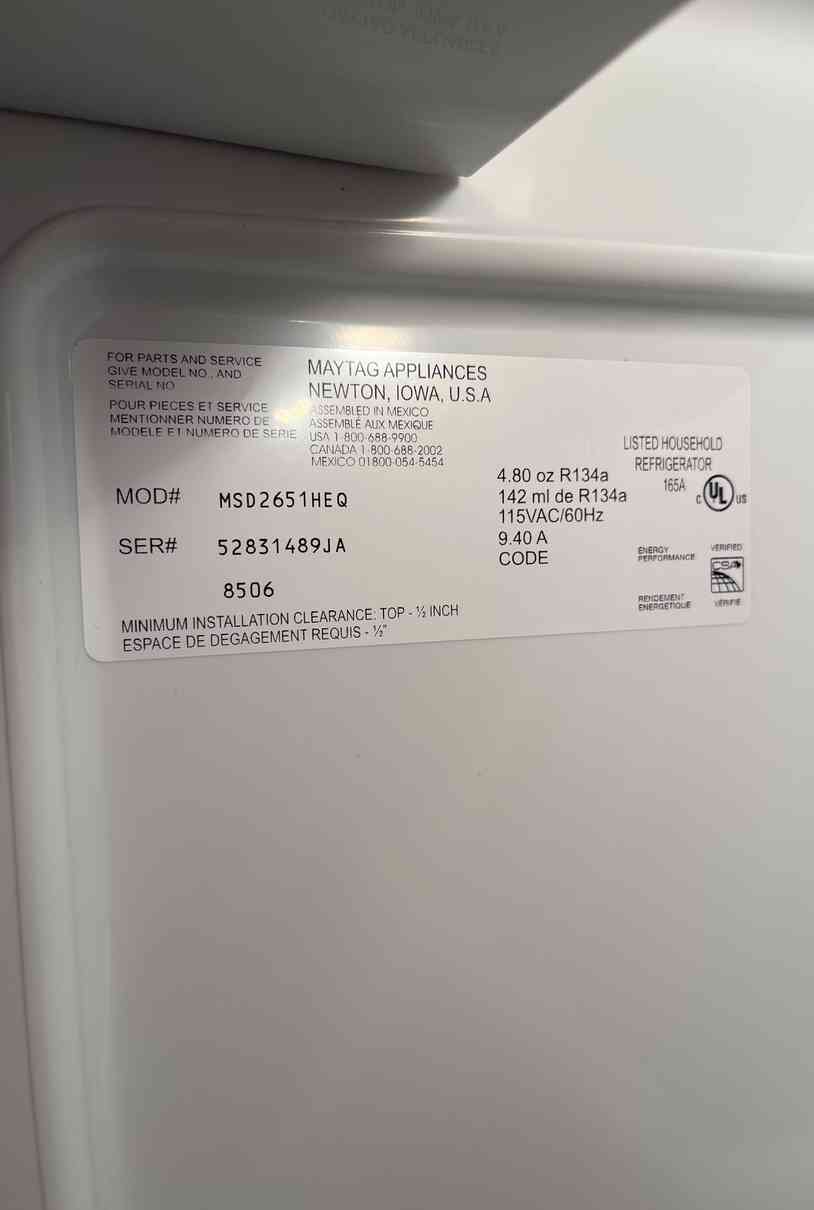 FOR PARTS AND SERVICE
GIVE MODEL NO., AND
SERIAL NO
POUR PIECES ET SERVICE
MENTIONNER NUMERO DE
MODELE ET NUMERO DE SERIE
MAYTAG APPLIANCES
NEWTON, IOWA, U.S.A
ASSEMBLED IN MEXICO
ASSEMBLÉ AUX MEXIQUE
USA 1-800-688-9900
CANADA 1-800-688-2002
MEXICO 01800-054-5454
MOD# MSD2651HEQ
SER# 52831489JA
8506
4.80 oz R134a
142 ml de R134a
115VAC/60Hz
9.40 A
CODE
LISTED HOUSEHOLD
REFRIGERATOR
165A
C UL US
ENERGY
PERFORMANCE
VERIFIED
CSA
RENDEMENT
ENERGETIQUE
VERIFIE
MINIMUM INSTALLATION CLEARANCE: TOP - ½ INCH
ESPACE DE DEGAGEMENT REQUIS - ½"